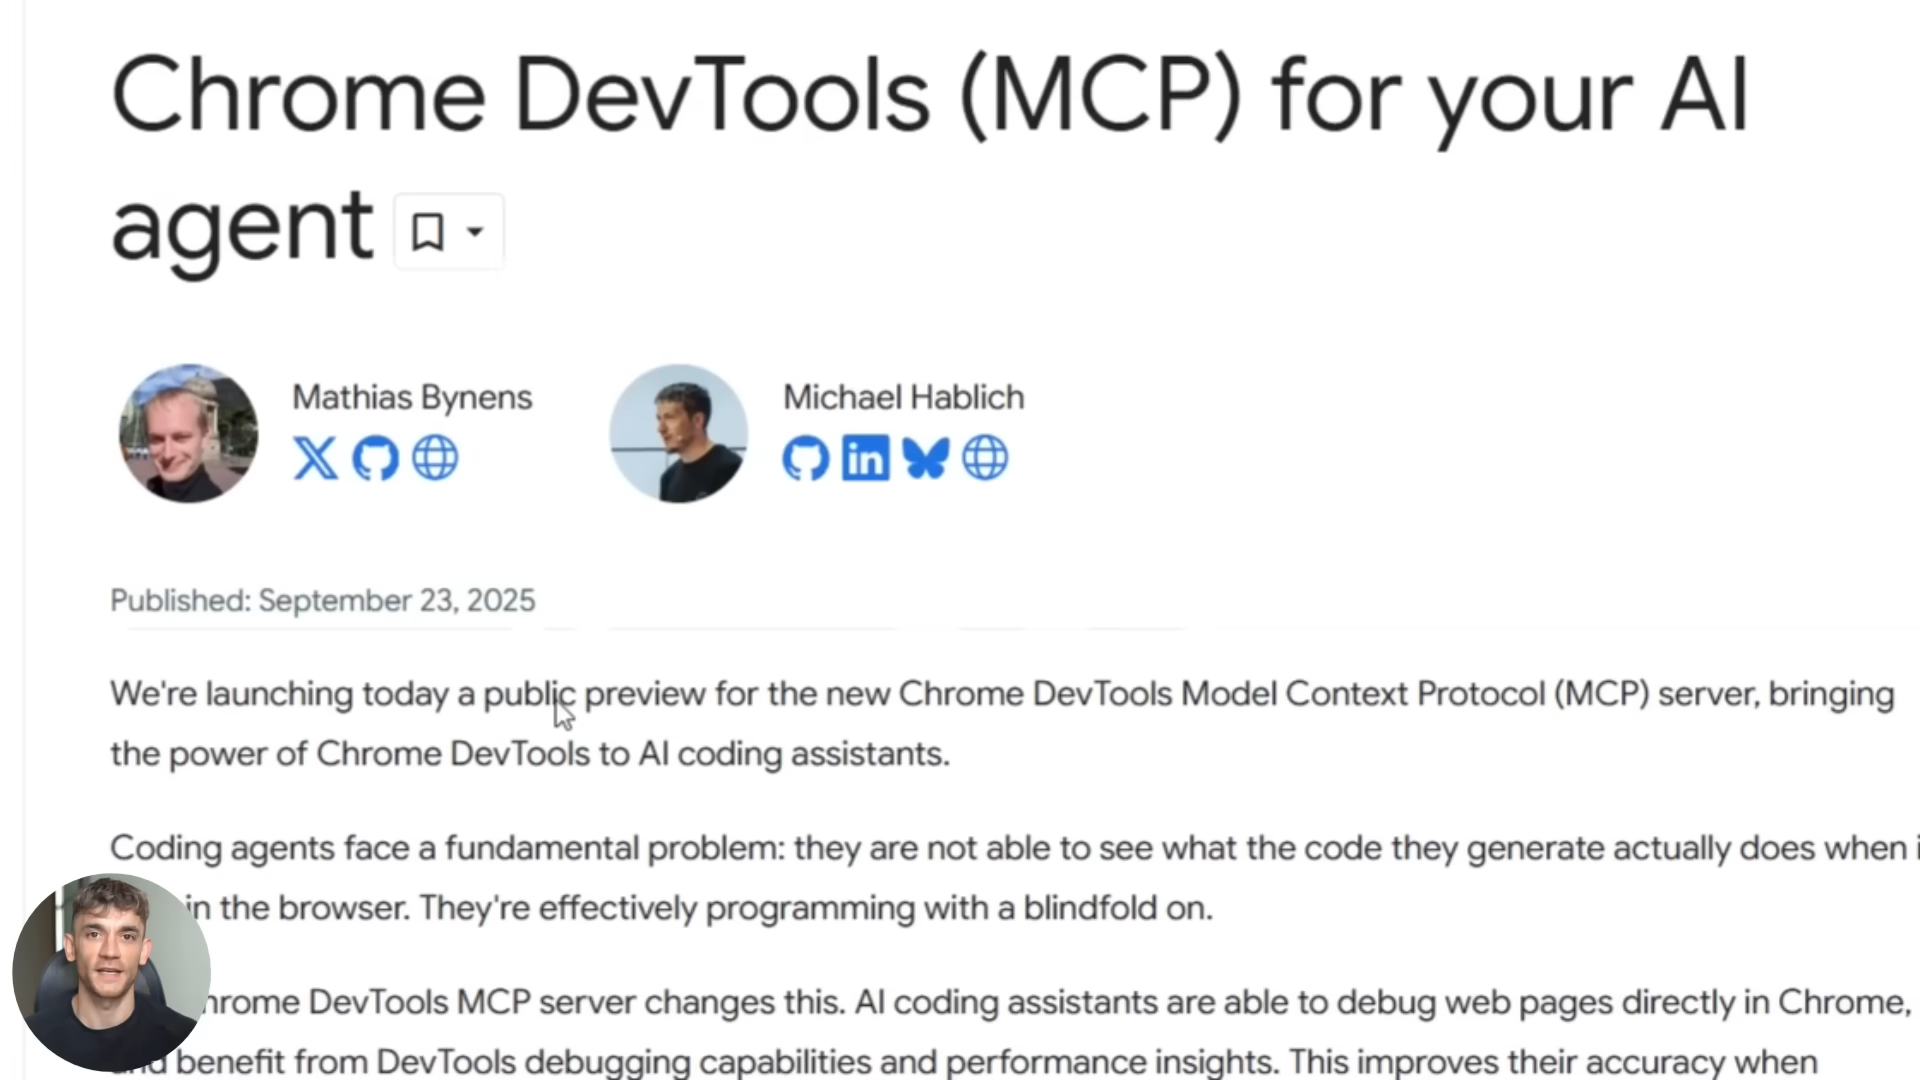 Chrome DevTools (MCP) for your AI
agent
Mathias Bynens
Michael Hablich
Published: September 23, 2025
We're launching today a public preview for the new Chrome DevTools Model Context Protocol (MCP) server, bringing
the power of Chrome DevTools to AI coding assistants.
Coding agents face a fundamental problem: they are not able to see what the code they generate actually does when
in the browser. They're effectively programming with a blindfold on.
DevTools MCP server changes this. AI coding assistants are able to debug web pages directly in Chrome,
benefit from DevTools debugging capabilities and performance insights. This improves their accuracy when